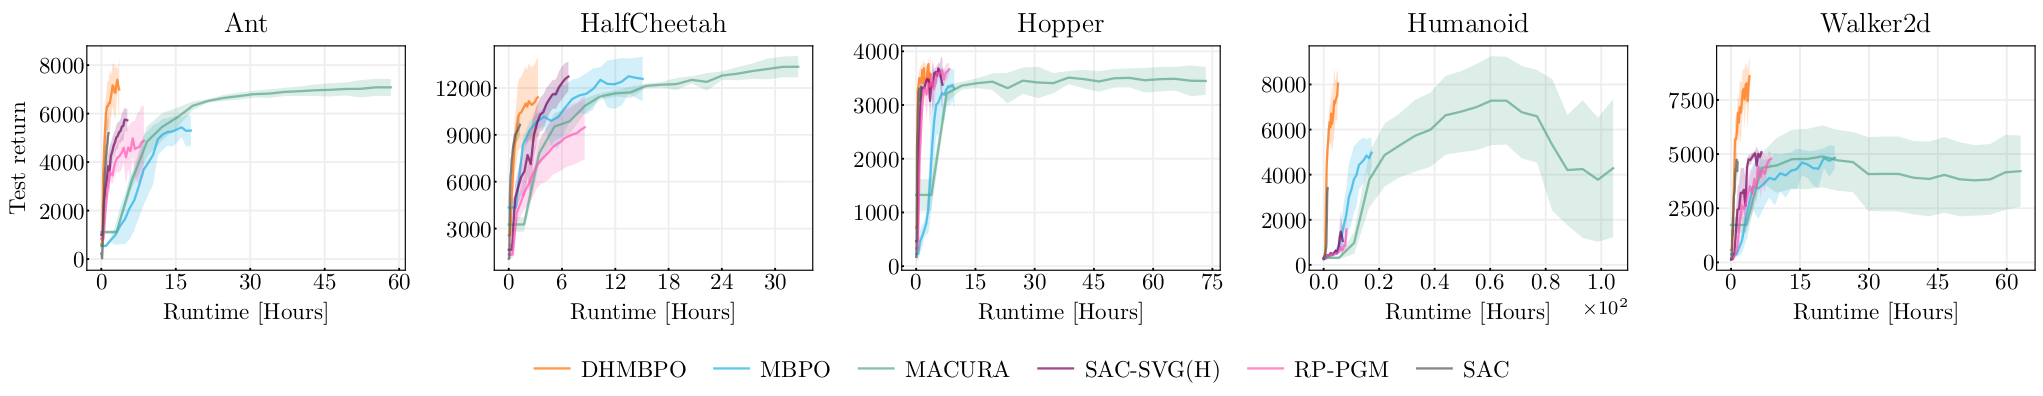 Ant
HalfCheetah
Hopper
Humanoid
Walker2d
Test return
8000
6000
4000
2000
0
0 15 30 45 60
Runtime [Hours]
12000
9000
6000
3000
0 6 12 18 24 30
Runtime [Hours]
4000
3000
2000
1000
0
0 15 30 45 60 75
Runtime [Hours]
8000
6000
4000
2000
0
0.0 0.2 0.4 0.6 0.8 1.0
×10²
Runtime [Hours]
7500
5000
2500
0
0 15 30 45 60
Runtime [Hours]
DHMBPO MBPO MACURA SAC-SVG(H) RP-PGM SAC